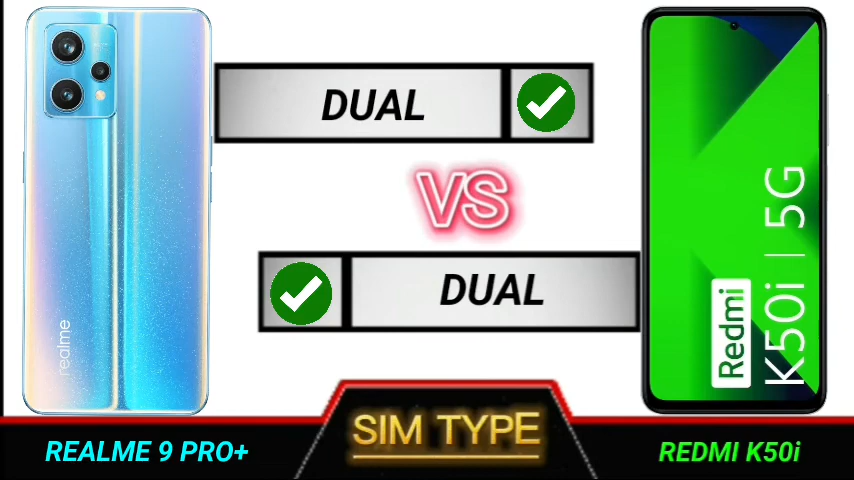 DUAL
VS
DUAL
realme
Redmi
K50i | 5G
SIM TYPE
REALME 9 PRO+
REDMI K50i